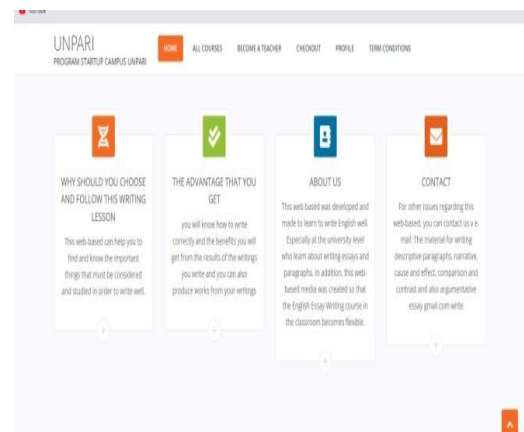 UNPARI
PROGRAM STARTUP CAMPUS UNPARI
HOME
ALL COURSES
BECOME A TEACHER
CHECKOUT
PROFILE
TERM CONDITIONS
WHY SHOULD YOU CHOOSE
AND FOLLOW THIS WRITING
LESSON
This web-based can help you to
find and know the important
things that must be considered
and studied in order to write well.
THE ADVANTAGE THAT YOU
GET
you will know how to write
correctly and the benefits you will
get from the results of the writings
you write and you can also
produce works from your writings
ABOUT US
This web-based was developed and
made to learn to write English well.
Especially at the university level
who learn about writing essays and
paragraphs, in addition, this web-
based media was created so that
the English Essay Writing course in
the classroom becomes flexible.
CONTACT
For other issues regarding this
web-based, you can contact us v e-
mail: The material for writing
descriptive paragraphs, narrative,
cause and effect, comparison and
contrast and also argumentative
essay gmail.com write